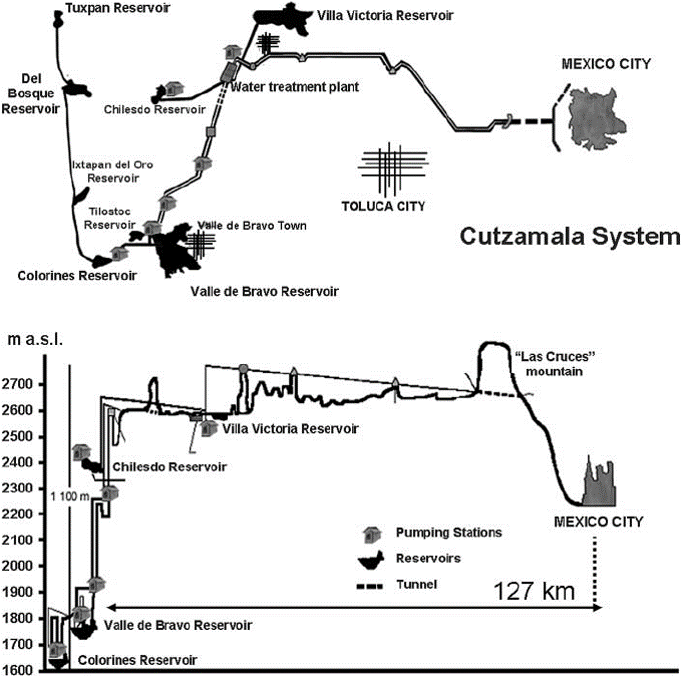 Tuxpan Reservoir
Villa Victoria Reservoir
MEXICO CITY
Del
Bosque
Reservoir
Water treatment plant
Chilesdo Reservoir
Ixtapan del Oro
Reservoir
TOLUCA CITY
Tilostoc
Reservoir
Valle de Bravo Town
Cutzamala System
Colorines Reservoir
Valle de Bravo Reservoir
m a.s.l.
"Las Cruces"
mountain
2700
2600
2500
2400
2300
2200
2100
2000
1900
1800
1700
1600
Villa Victoria Reservoir
Chilesdo Reservoir
1 100 m
MEXICO CITY
Pumping Stations
Reservoirs
Tunnel
127 km
Valle de Bravo Reservoir
Colorines Reservoir